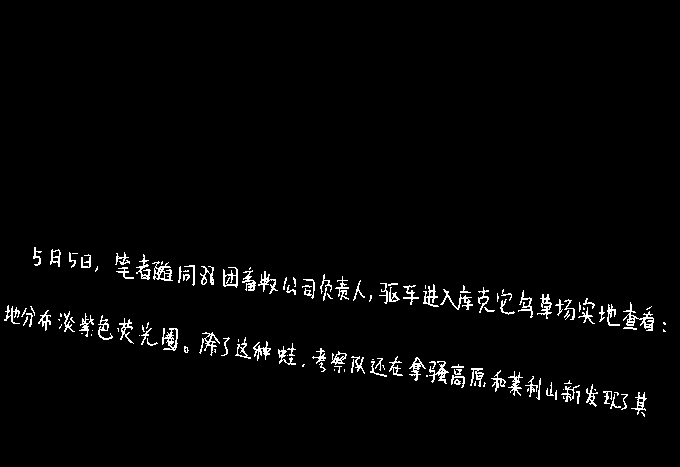 5月5日，笔者随同88团畜牧公司负责人，驱车进入库克它乌草场实地查看：
地分布淡紫色荧光圈。除了这种蛙，考察队还在拿骚高原和莱利山新发现了其